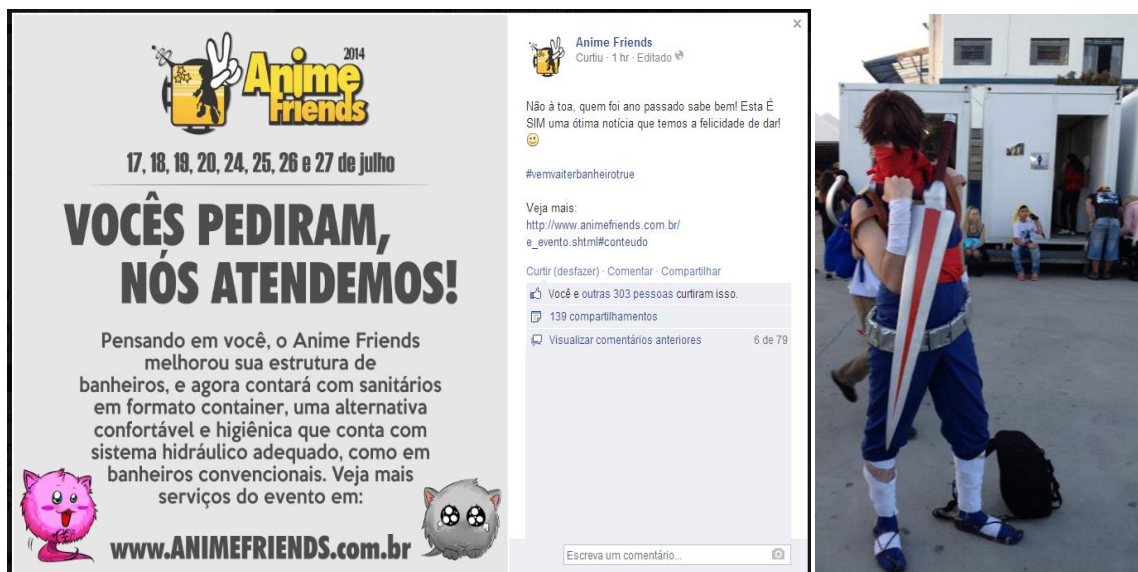 2014
Anime
Friends
17, 18, 19, 20, 24, 25, 26 e 27 de julho
VOCÊS PEDIRAM,
NÓS ATENDEMOS!
Pensando em você, o Anime Friends
melhorou sua estrutura de
banheiros, e agora contará com sanitários
em formato container, uma alternativa
confortável e higiênica que conta com
sistema hidráulico adequado, como em
banheiros convencionais. Veja mais
serviços do evento em:
www.ANIMEFRIENDS.com.br
Anime Friends
Curtiu · 1 hr · Editado
Não à toa, quem foi ano passado sabe bem! Esta É
SIM uma ótima notícia que temos a felicidade de dar!
#vemvaiterbanheirotrue
Veja mais:
http://www.animefriends.com.br/
e_evento.shtml#conteudo
Curtir (desfazer) · Comentar · Compartilhar
Você e outras 303 pessoas curtiram isso.
139 compartilhamentos
Visualizar comentários anteriores 6 de 79
Escreva um comentário...